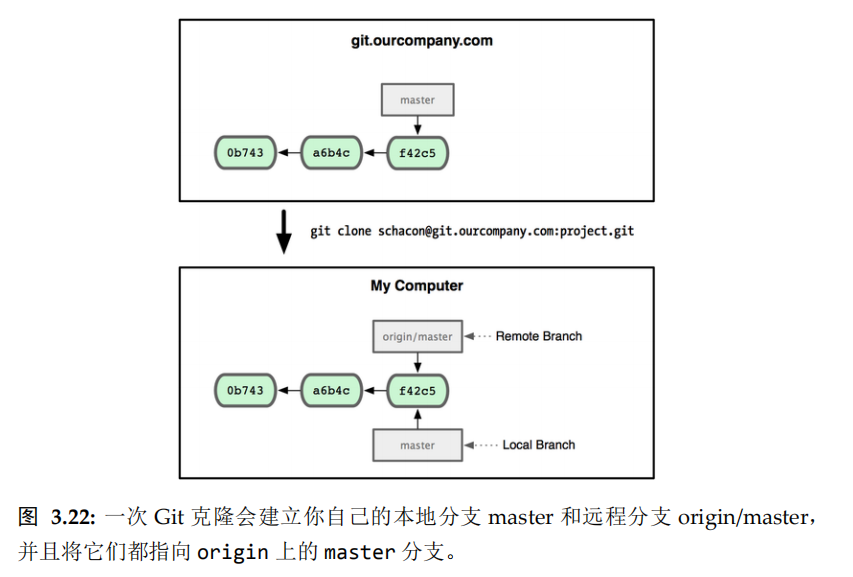 git.ourcompany.com
master
0b743 a6b4c f42c5
git clone schacon@git.ourcompany.com:project.git
My Computer
origin/master Remote Branch
0b743 a6b4c f42c5
master Local Branch
图 3.22: 一次 Git 克隆会建立你自己的本地分支 master 和远程分支 origin/master，
并且将它们都指向 origin 上的 master 分支。